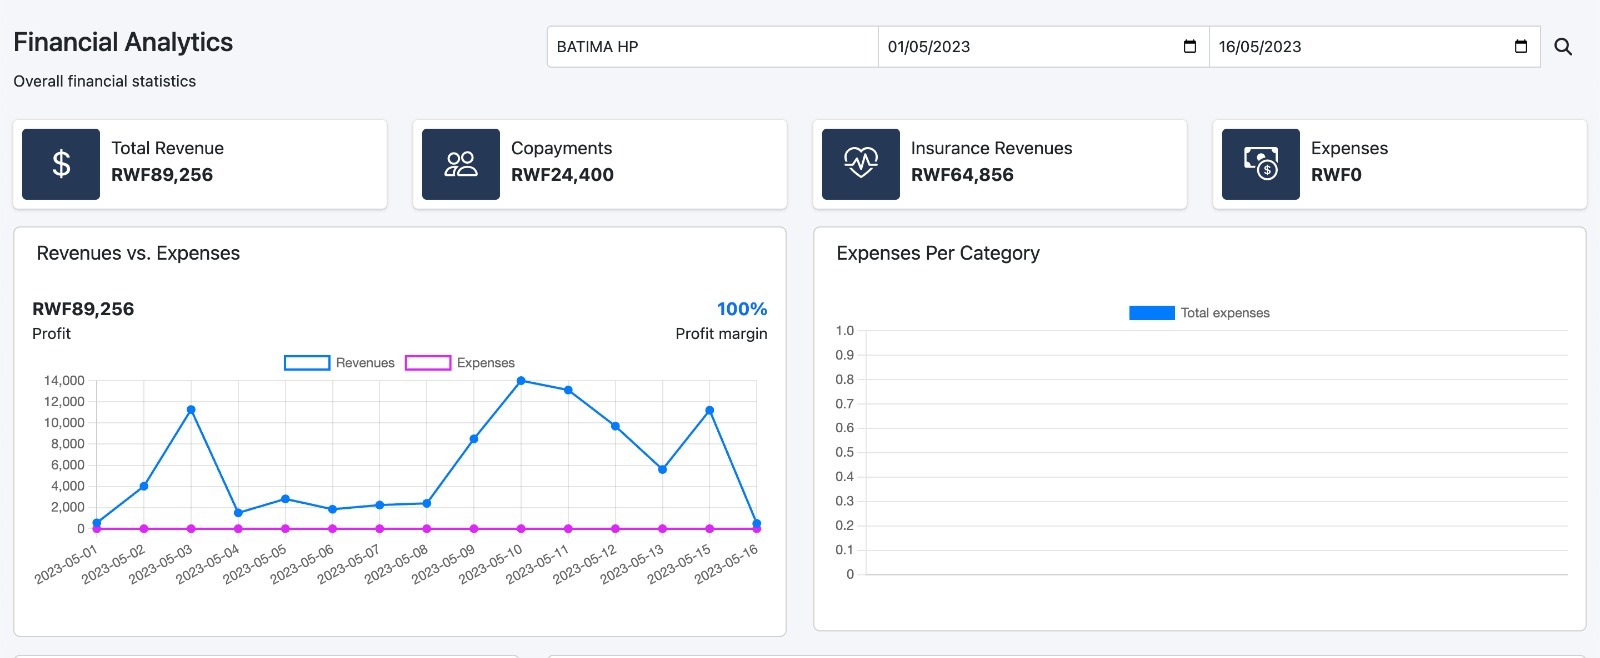 Financial Analytics
BATIMA HP
01/05/2023
16/05/2023
Overall financial statistics
Total Revenue
RWF89,256
Copayments
RWF24,400
Insurance Revenues
RWF64,856
Expenses
RWF0
Revenues vs. Expenses
RWF89,256
100%
Profit
Profit margin
Revenues
Expenses
14,000
12,000
10,000
8,000
6,000
4,000
2,000
0
2023-05-01
2023-05-02
2023-05-03
2023-05-04
2023-05-05
2023-05-06
2023-05-07
2023-05-08
2023-05-09
2023-05-10
2023-05-11
2023-05-12
2023-05-13
2023-05-15
2023-05-16
Expenses Per Category
Total expenses
1.0
0.9
0.8
0.7
0.6
0.5
0.4
0.3
0.2
0.1
0